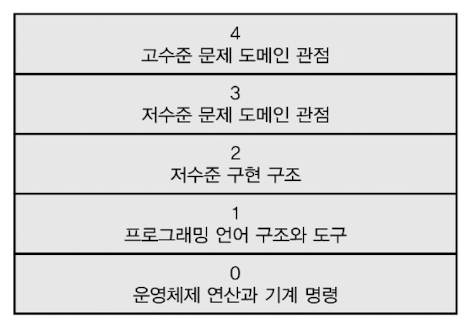 4
고수준 문제 도메인 관점
3
저수준 문제 도메인 관점
2
저수준 구현 구조
1
프로그래밍 언어 구조와 도구
0
운영체제 연산과 기계 명령